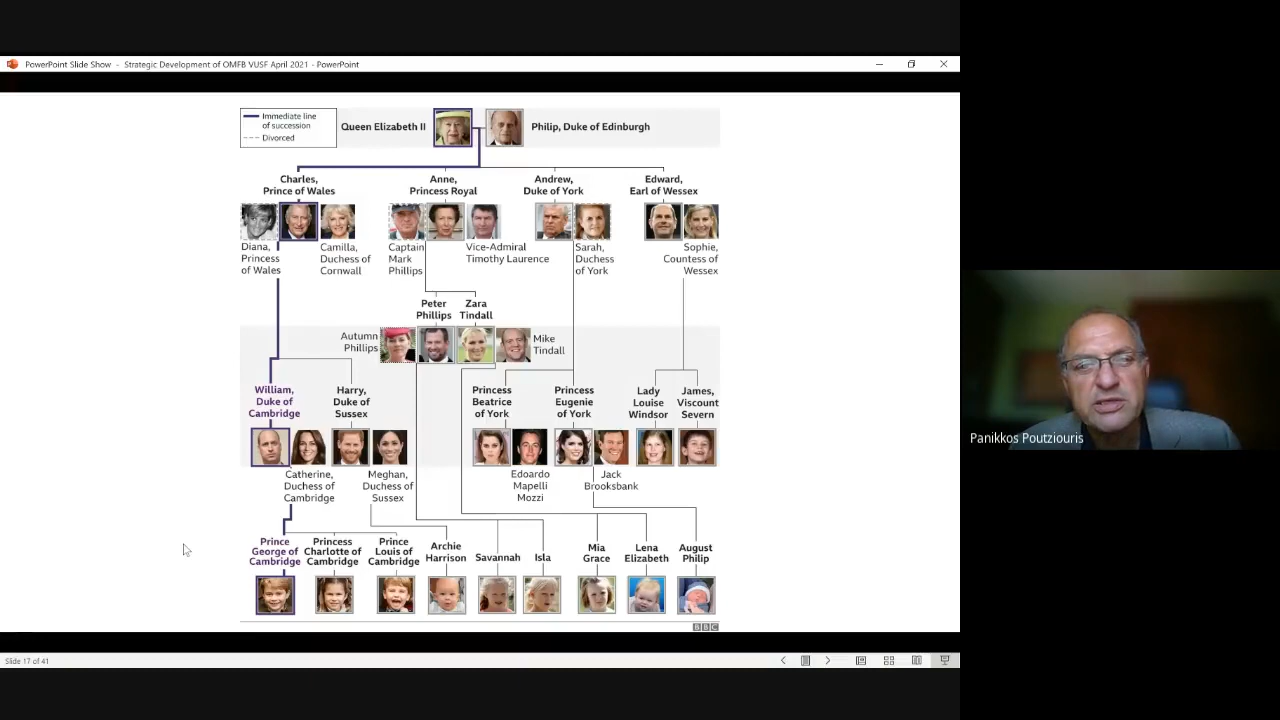 PowerPoint Slide Show - Strategic Development of OMFB VUSF April 2021 - PowerPoint
Immediate line
of succession
Divorced
Queen Elizabeth II
Philip, Duke of Edinburgh
Charles,
Prince of Wales
Anne,
Princess Royal
Andrew,
Duke of York
Edward,
Earl of Wessex
Diana,
Princess
of Wales
Camilla,
Duchess of
Cornwall
Captain
Mark
Phillips
Vice-Admiral
Timothy Laurence
Sarah,
Duchess
of York
Sophie,
Countess of
Wessex
Peter
Phillips
Zara
Tindall
Autumn
Phillips
Mike
Tindall
William,
Duke of
Cambridge
Harry,
Duke of
Sussex
Princess
Beatrice
of York
Princess
Eugenie
of York
Lady
Louise
Windsor
James,
Viscount
Severn
Catherine,
Duchess of
Cambridge
Meghan,
Duchess of
Sussex
Edoardo
Mapelli
Mozzi
Jack
Brooksbank
Prince
George of
Cambridge
Princess
Charlotte of
Cambridge
Prince
Louis of
Cambridge
Archie
Harrison
Savannah
Isla
Mia
Grace
Lena
Elizabeth
August
Philip
BBC
Slide 17 of 41
Panikkos Poutziouris